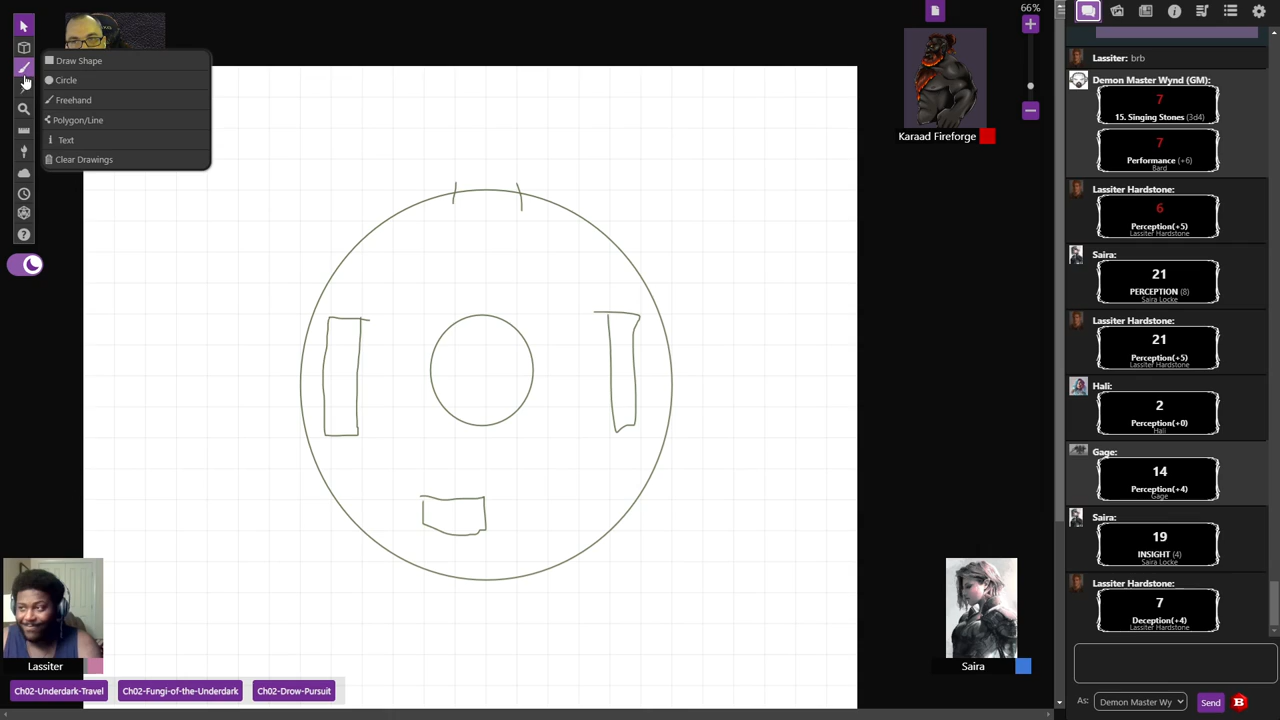 66%
Draw Shape
Circle
Freehand
Polygon/Line
Text
Clear Drawings
Karaad Fireforge
Lassiter
Saira
Ch02-Underdark-Travel
Ch02-Fungi-of-the-Underdark
Ch02-Drow-Pursuit
Lassiter: brb
Demon Master Wynd (GM):
7
15. Singing Stones (3d4)
7
Performance (+6)
Bard
Lassiter Hardstone:
6
Perception(+5)
Lassiter Hardstone
Saira:
21
PERCEPTION (8)
Saira Locke
Lassiter Hardstone:
21
Perception(+5)
Lassiter Hardstone
Hali:
2
Perception(+0)
Hali
Gage:
14
Perception(+4)
Gage
Saira:
19
INSIGHT (4)
Saira Locke
Lassiter Hardstone:
7
Deception(+4)
Lassiter Hardstone
As:
Demon Master Wy
Send